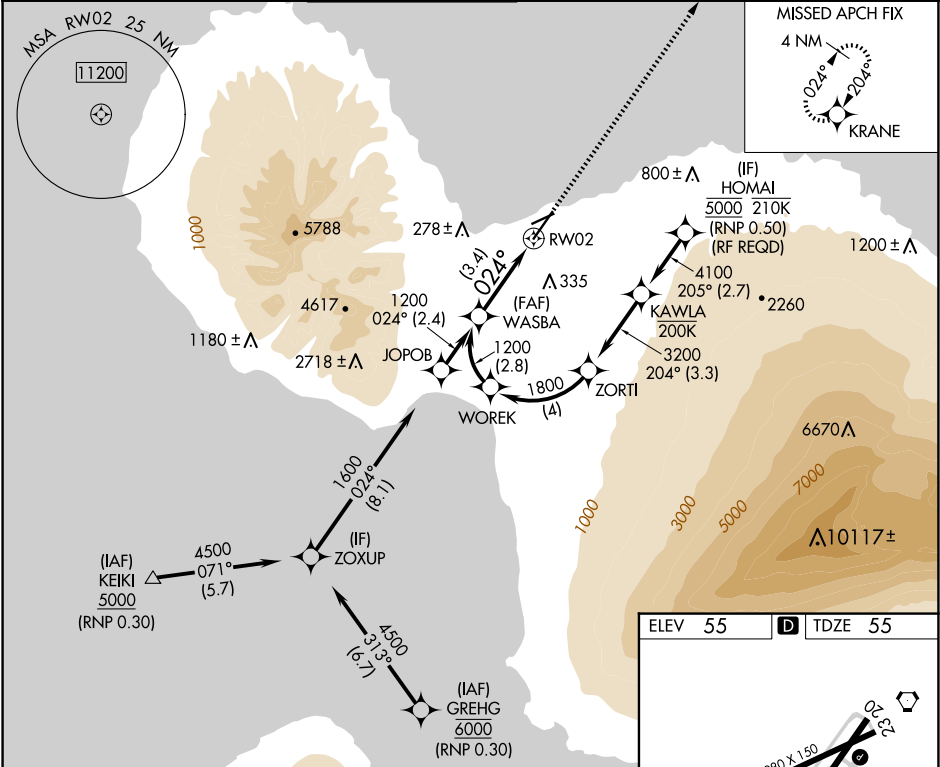 MSA RW02 25 NM
11200
MISSED APCH FIX
4 NM
024°
204°
KRANE
1000
5788
4617
1180 ±
2718 ±
278 ±
800 ±
(IF)
HOMAI
5000 210K
(RNP 0.50)
(RF REQD)
1200 ±
RW02
(3.4)
024°
335
4100
205° (2.7)
2260
KAWLA
200K
1200
024° (2.4)
(FAF)
WASBA
3200
204° (3.3)
JOPOB
1200
(2.8)
1800
(4)
ZORTI
WOREK
6670
7000
5000
3000
1000
10117±
1600
024°
(8.1)
(IF)
ZOXUP
(IAF)
KEIKI
5000
(RNP 0.30)
4500
071°
(5.7)
4500
313°
(6.7)
(IAF)
GREHG
6000
(RNP 0.30)
ELEV 55
D
TDZE 55
20
23
X 150